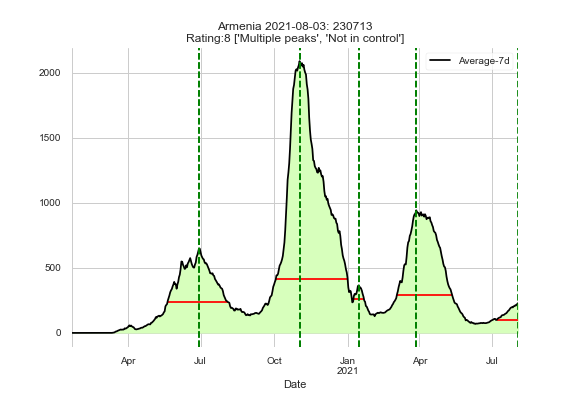 Armenia 2021-08-03: 230713
Rating:8 ['Multiple peaks', 'Not in control']
Average-7d
2000
1500
1000
500
0
Apr
Jul
Oct
Jan
2021
Apr
Jul
Date